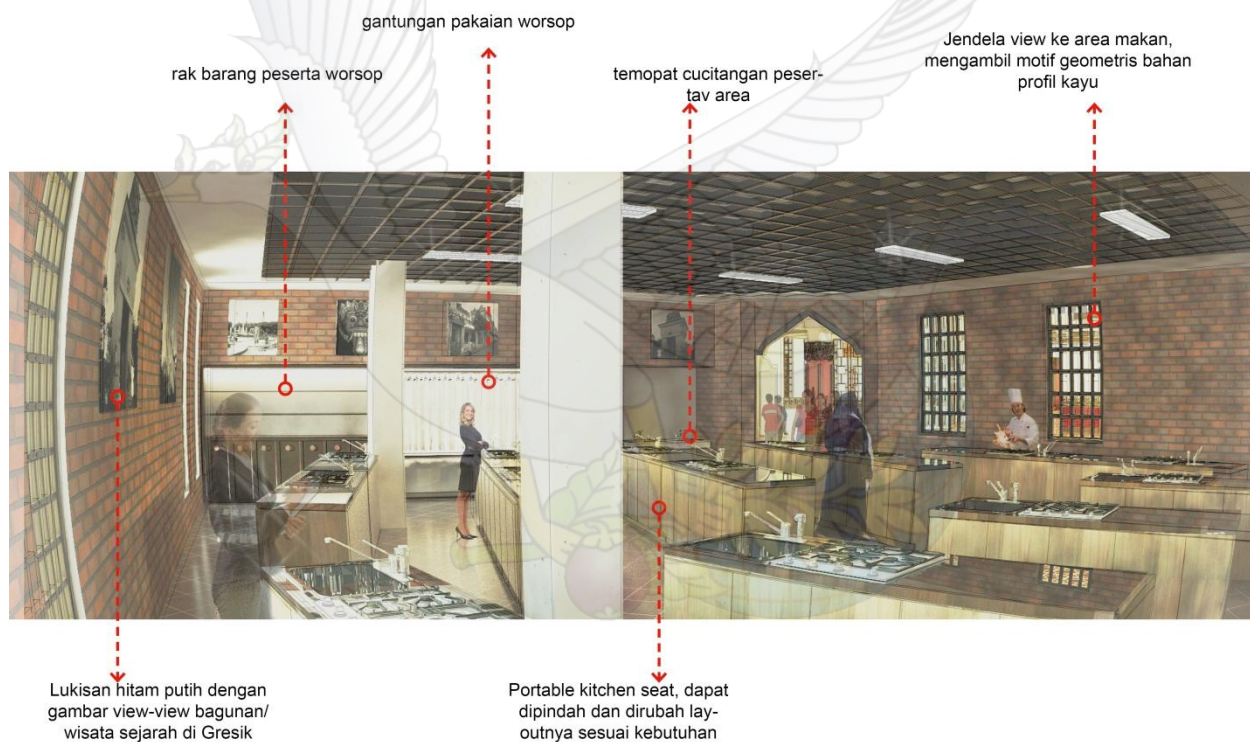 gantungan pakaian worsop
rak barang peserta worsop
temopat cucitangan peser-
tav area
Jendela view ke area makan,
mengambil motif geometris bahan
profil kayu
Lukisan hitam putih dengan
gambar view-view bagunan/
wisata sejarah di Gresik
Portable kitchen seat, dapat
dipindah dan dirubah lay-
outnya sesuai kebutuhan